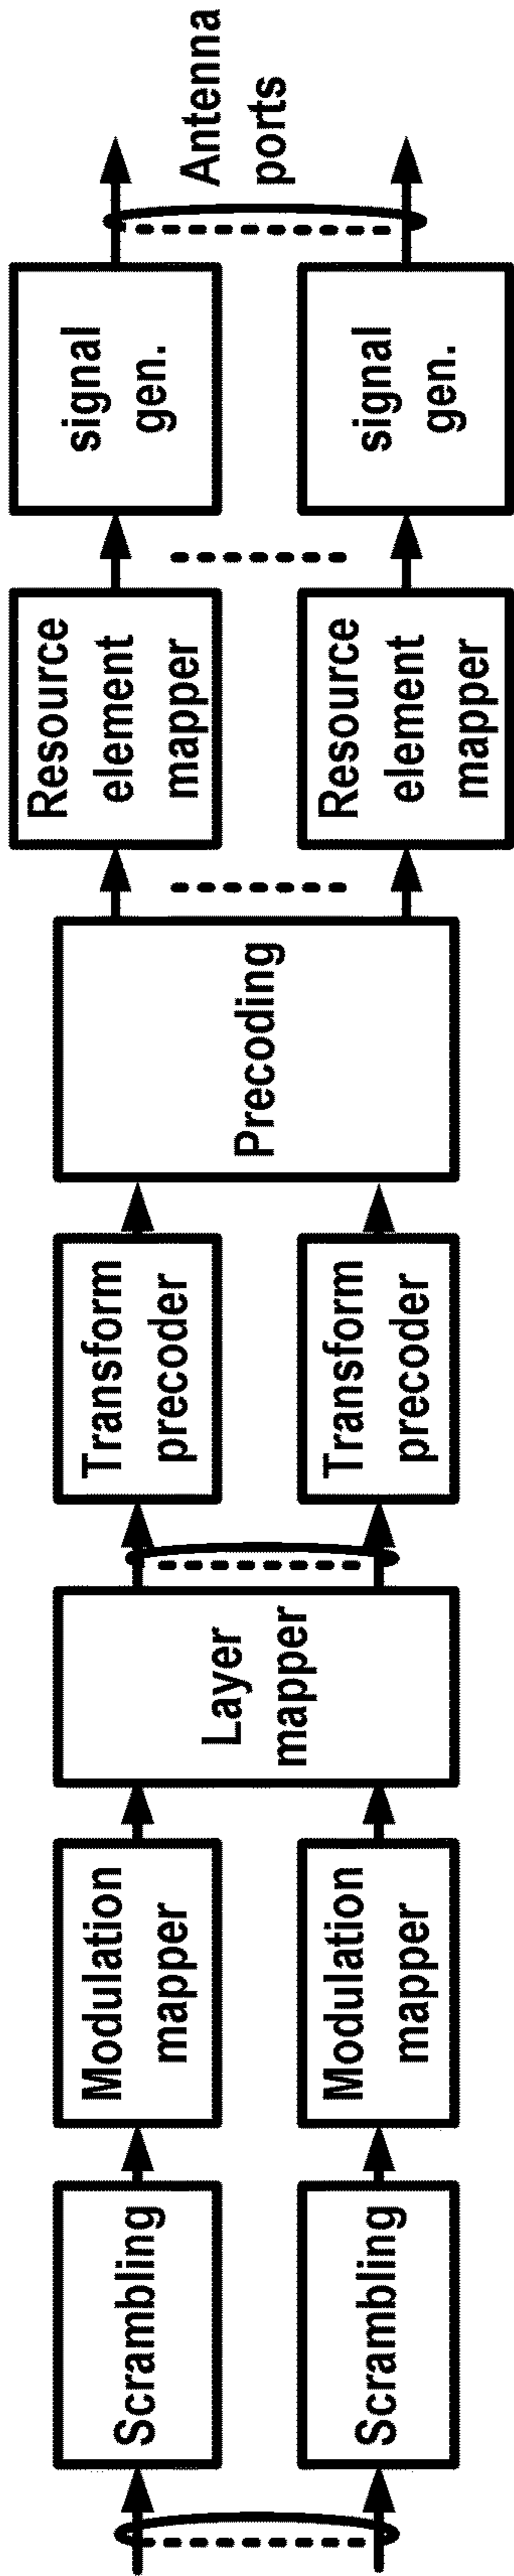 Scrambling
Scrambling
Modulation
mapper
Modulation
mapper
Layer
mapper
Transform
precoder
Transform
precoder
Precoding
Resource
element
mapper
Resource
element
mapper
signal
gen.
signal
gen.
Antenna
ports